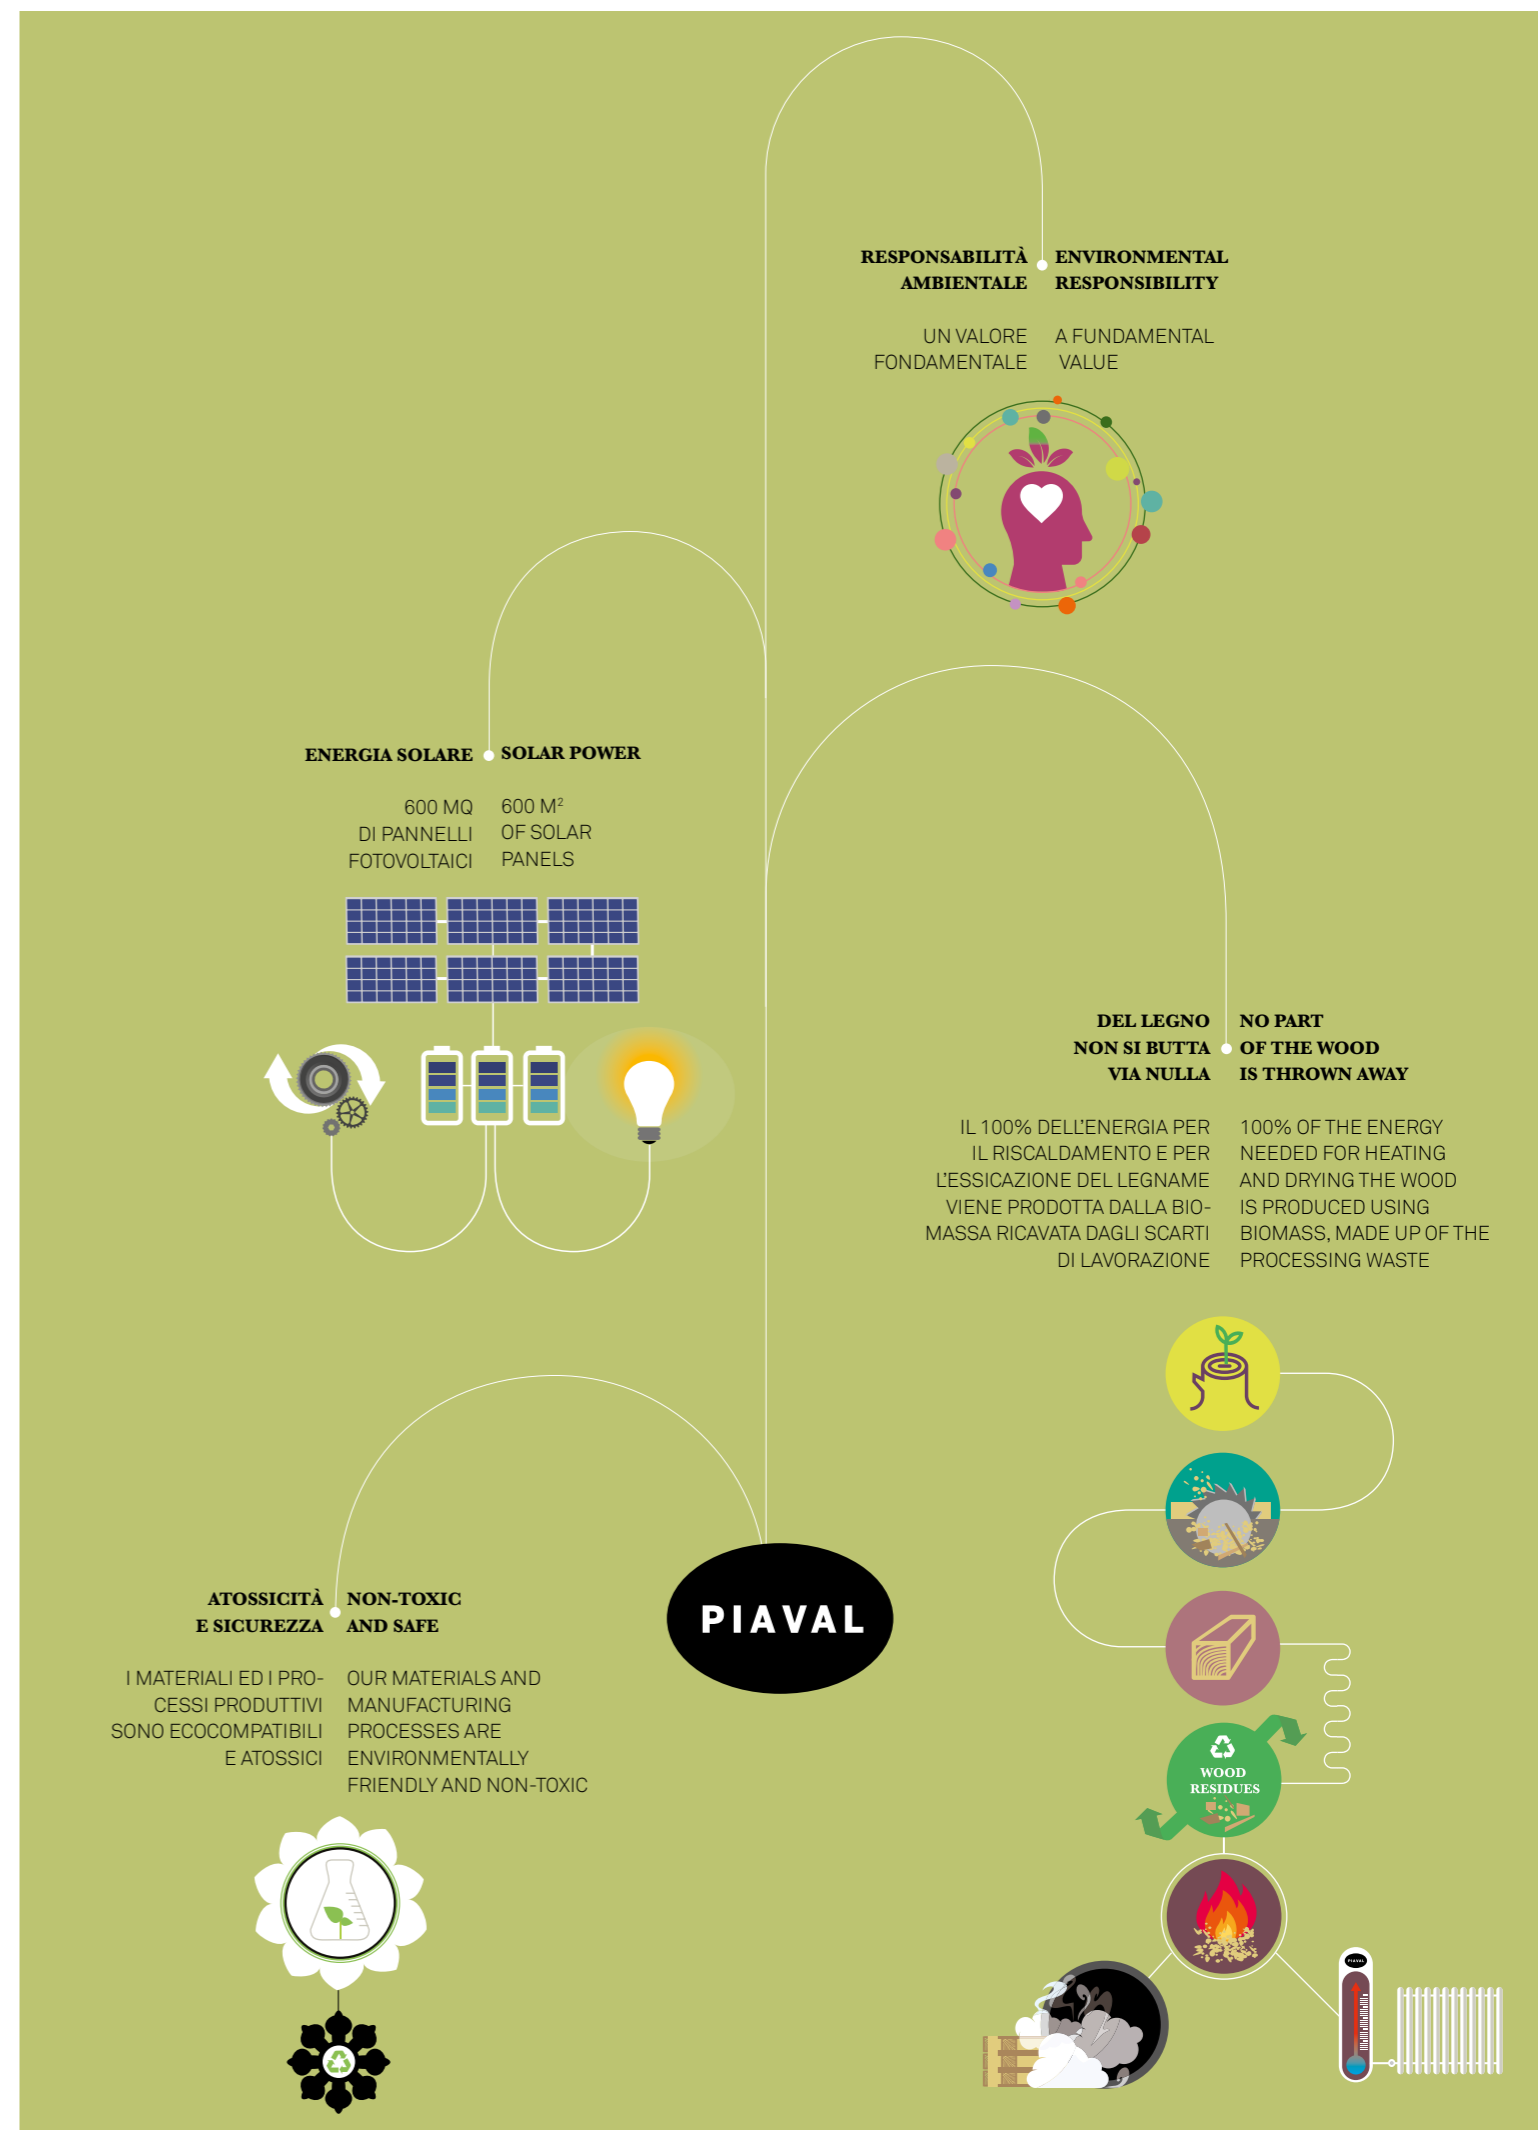 RESPONSABILITÀ
AMBIENTALE
UN VALORE
FONDAMENTALE
ENVIRONMENTAL
RESPONSIBILITY
A FUNDAMENTAL
VALUE
ENERGIA SOLARE
600 MQ
DI PANNELLI
FOTOVOLTAICI
SOLAR POWER
600 M²
OF SOLAR
PANELS
DEL LEGNO
NON SI BUTTA
VIA NULLA
IL 100% DELL'ENERGIA PER
IL RISCALDAMENTO E PER
L'ESSICAZIONE DEL LEGNAME
VIENE PRODOTTA DALLA BIO-
MASSA RICAVATA DAGLI SCARTI
DI LAVORAZIONE
NO PART
OF THE WOOD
IS THROWN AWAY
100% OF THE ENERGY
NEEDED FOR HEATING
AND DRYING THE WOOD
IS PRODUCED USING
BIOMASS, MADE UP OF THE
PROCESSING WASTE
ATOSSICITÀ
E SICUREZZA
I MATERIALI ED I PRO-
CESSI PRODUTTIVI
SONO ECOCOMPATIBILI
E ATOSSICI
NON-TOXIC
AND SAFE
OUR MATERIALS AND
MANUFACTURING
PROCESSES ARE
ENVIRONMENTALLY
FRIENDLY AND NON-TOXIC
PIAVAL
WOOD
RESIDUES
PIAVAL